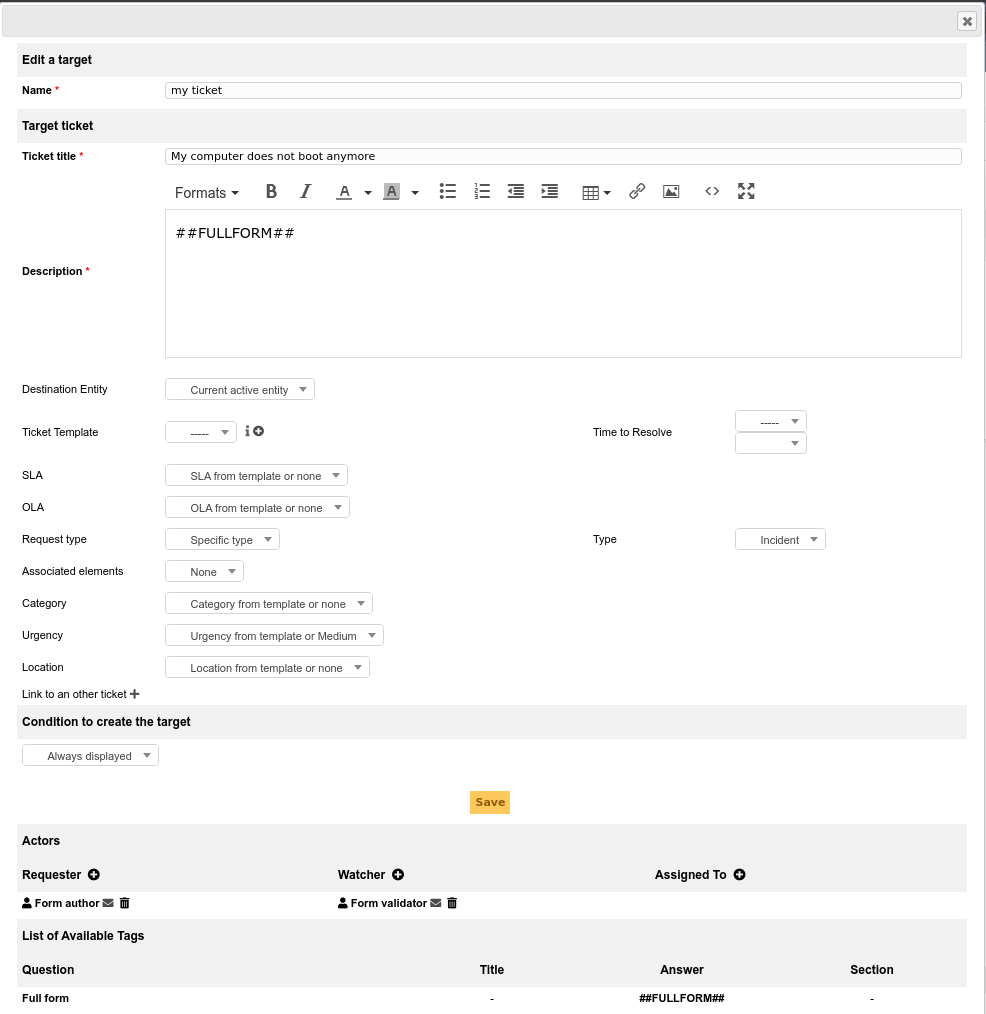 Edit a target
Name * my ticket
Target ticket
Ticket title * My computer does not boot anymore
Formats B I A A
##FULLFORM##
Description *
Destination Entity Current active entity
Ticket Template ----- Time to Resolve -----
SLA SLA from template or none
OLA OLA from template or none
Request type Specific type Type Incident
Associated elements None
Category Category from template or none
Urgency Urgency from template or Medium
Location Location from template or none
Link to an other ticket
Condition to create the target
Always displayed
Save
Actors
Requester Watcher Assigned To
Form author Form validator
List of Available Tags
Question Title Answer Section
Full form - ##FULLFORM## -